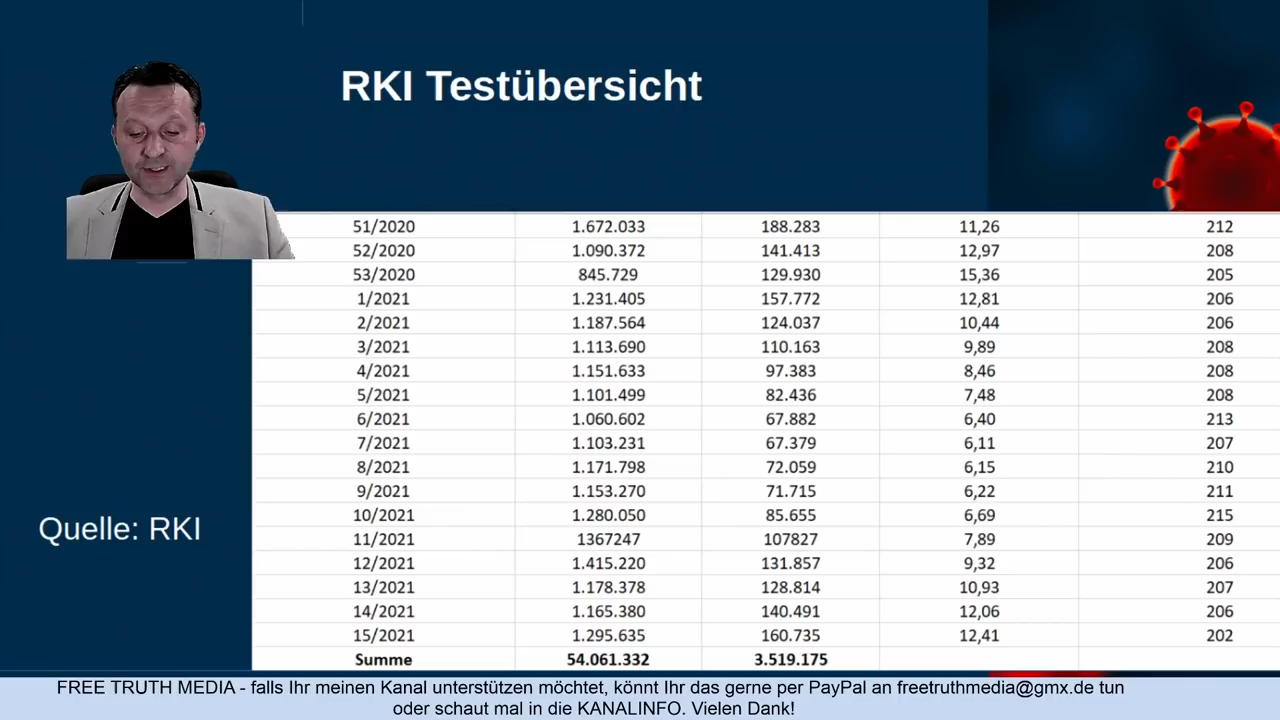 RKI Testübersicht
51/2020 1.672.033 188.283 11,26 212
52/2020 1.090.372 141.413 12,97 208
53/2020 845.729 129.930 15,36 205
1/2021 1.231.405 157.772 12,81 206
2/2021 1.187.564 124.037 10,44 206
3/2021 1.113.690 110.163 9,89 208
4/2021 1.151.633 97.383 8,46 208
5/2021 1.101.499 82.436 7,48 208
6/2021 1.060.602 67.882 6,40 213
7/2021 1.103.231 67.379 6,11 207
8/2021 1.171.798 72.059 6,15 210
9/2021 1.153.270 71.715 6,22 211
10/2021 1.280.050 85.655 6,69 215
11/2021 1367247 107827 7,89 209
12/2021 1.415.220 131.857 9,32 206
13/2021 1.178.378 128.814 10,93 207
14/2021 1.165.380 140.491 12,06 206
15/2021 1.295.635 160.735 12,41 202
Summe 54.061.332 3.519.175
Quelle: RKI
FREE TRUTH MEDIA - falls Ihr meinen Kanal unterstützen möchtet, könnt Ihr das gerne per PayPal an freetruthmedia@gmx.de tun
oder schaut mal in die KANALINFO. Vielen Dank!